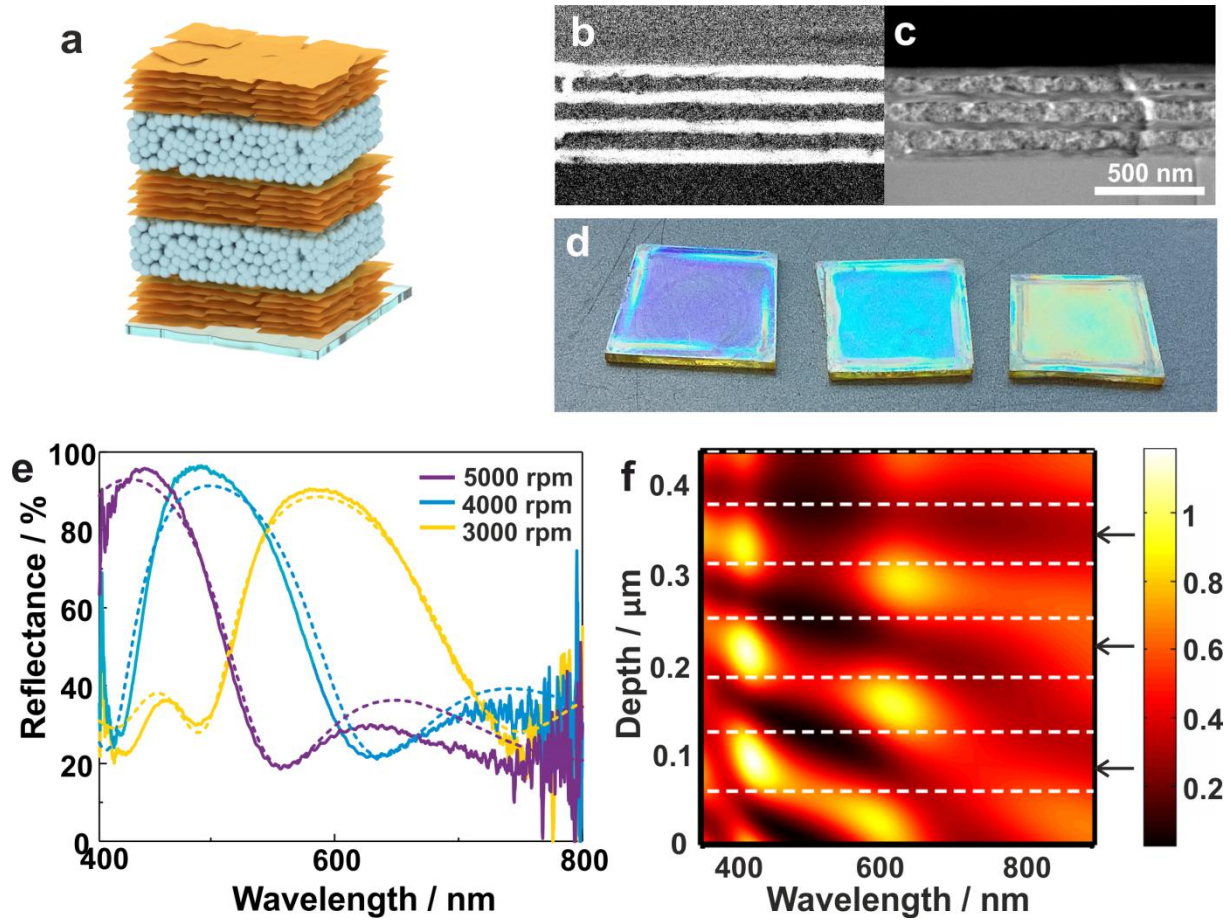 a
b
c
500 nm
d
e
100
80
60
40
20
0
Reflectance / %
5000 rpm
4000 rpm
3000 rpm
400
600
800
Wavelength / nm
f
0.4
0.3
0.2
0.1
0
Depth / µm
400
600
800
Wavelength / nm
1
0.8
0.6
0.4
0.2